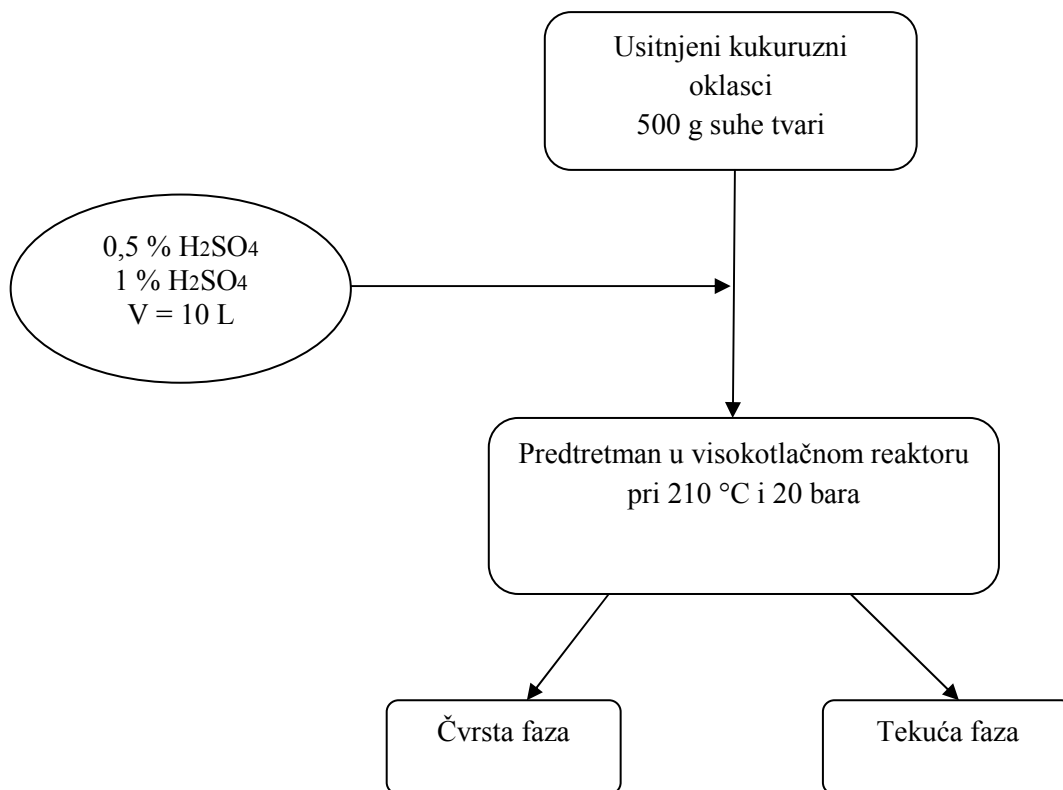 Usitnjeni kukuruzni
oklasci
500 g suhe tvari
0,5 % H2SO4
1 % H2SO4
V = 10 L
Predtretman u visokotlačnom reaktoru
pri 210 °C i 20 bara
Čvrsta faza
Tekuća faza